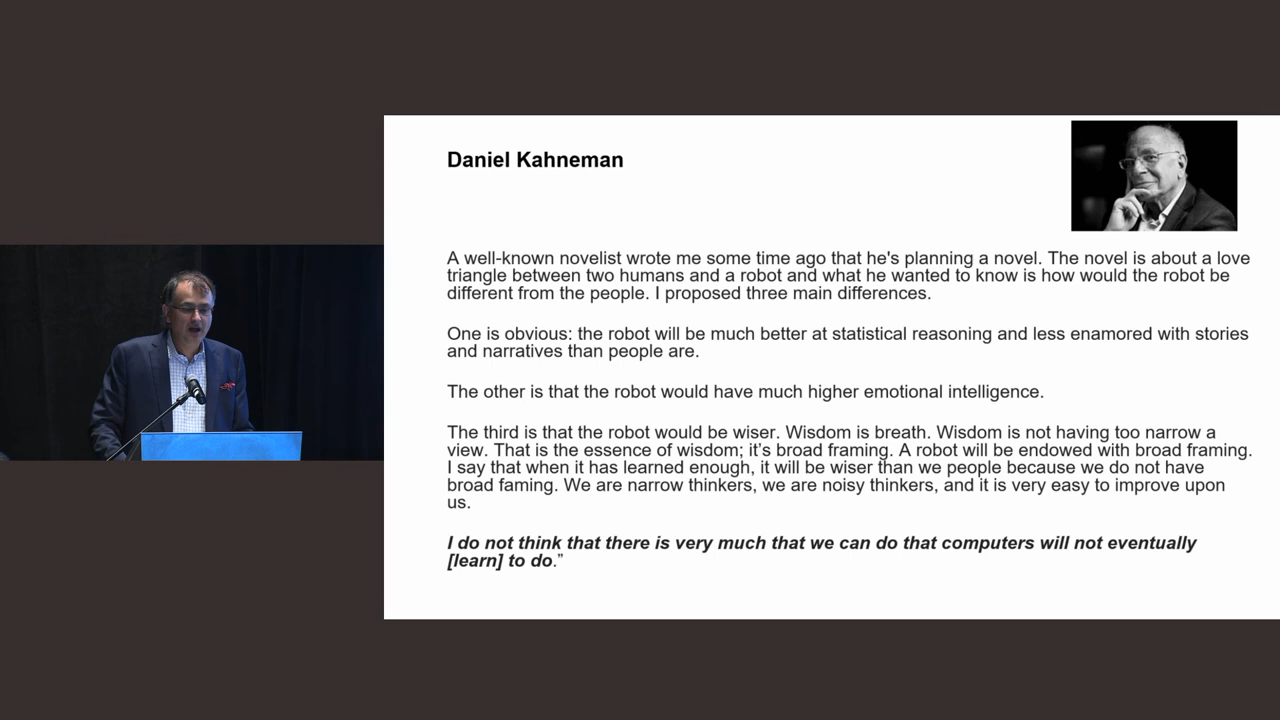 Daniel Kahneman
A well-known novelist wrote me some time ago that he's planning a novel. The novel is about a love
triangle between two humans and a robot and what he wanted to know is how would the robot be
different from the people. I proposed three main differences.
One is obvious: the robot will be much better at statistical reasoning and less enamored with stories
and narratives than people are.
The other is that the robot would have much higher emotional intelligence.
The third is that the robot would be wiser. Wisdom is breath. Wisdom is not having too narrow a
view. That is the essence of wisdom; it's broad framing. A robot will be endowed with broad framing.
I say that when it has learned enough, it will be wiser than we people because we do not have
broad faming. We are narrow thinkers, we are noisy thinkers, and it is very easy to improve upon
us.
I do not think that there is very much that we can do that computers will not eventually
[learn] to do.”